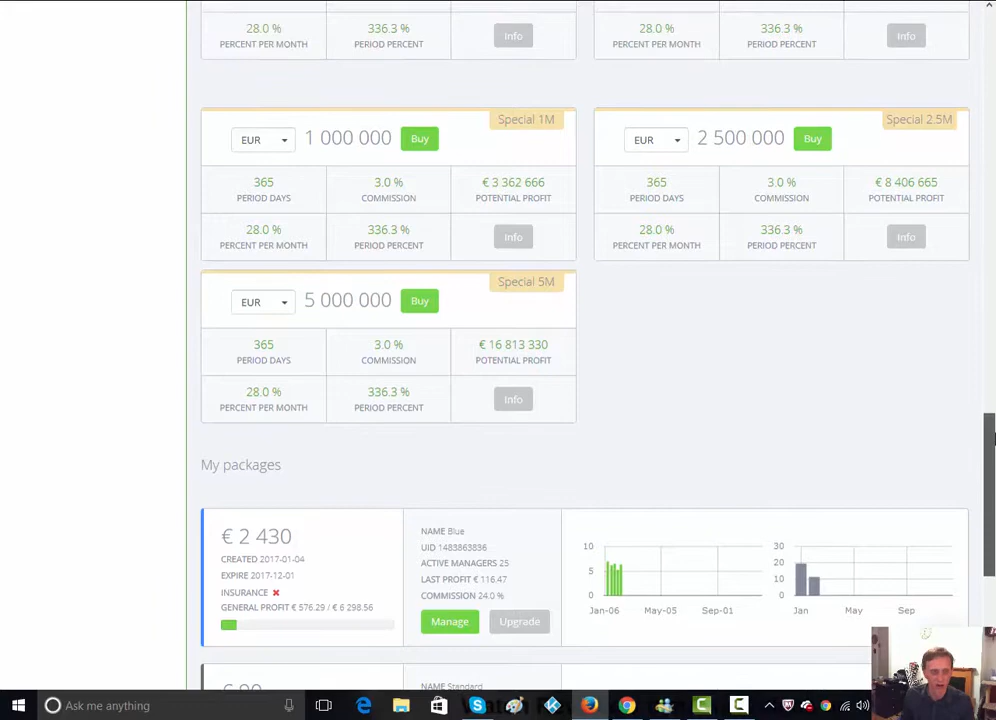 28.0 %
PERCENT PER MONTH
336.3 %
PERIOD PERCENT
Info
28.0 %
PERCENT PER MONTH
336.3 %
PERIOD PERCENT
Info
Special 1M
EUR 1 000 000 Buy
365
PERIOD DAYS
3.0 %
COMMISSION
€ 3 362 666
POTENTIAL PROFIT
28.0 %
PERCENT PER MONTH
336.3 %
PERIOD PERCENT
Info
Special 2.5M
EUR 2 500 000 Buy
365
PERIOD DAYS
3.0 %
COMMISSION
€ 8 406 665
POTENTIAL PROFIT
28.0 %
PERCENT PER MONTH
336.3 %
PERIOD PERCENT
Info
Special 5M
EUR 5 000 000 Buy
365
PERIOD DAYS
3.0 %
COMMISSION
€ 16 813 330
POTENTIAL PROFIT
28.0 %
PERCENT PER MONTH
336.3 %
PERIOD PERCENT
Info
My packages
€ 2 430
CREATED 2017-01-04
EXPIRE 2017-12-01
INSURANCE
GENERAL PROFIT € 576.29 / € 6 298.56
NAME Blue
UID 1483863836
ACTIVE MANAGERS 25
LAST PROFIT € 116.47
COMMISSION 24.0 %
Manage Upgrade
10
5
0
Jan-06 May-05 Sep-01
30
20
10
0
Jan May Sep
NAME Standard
Ask me anything